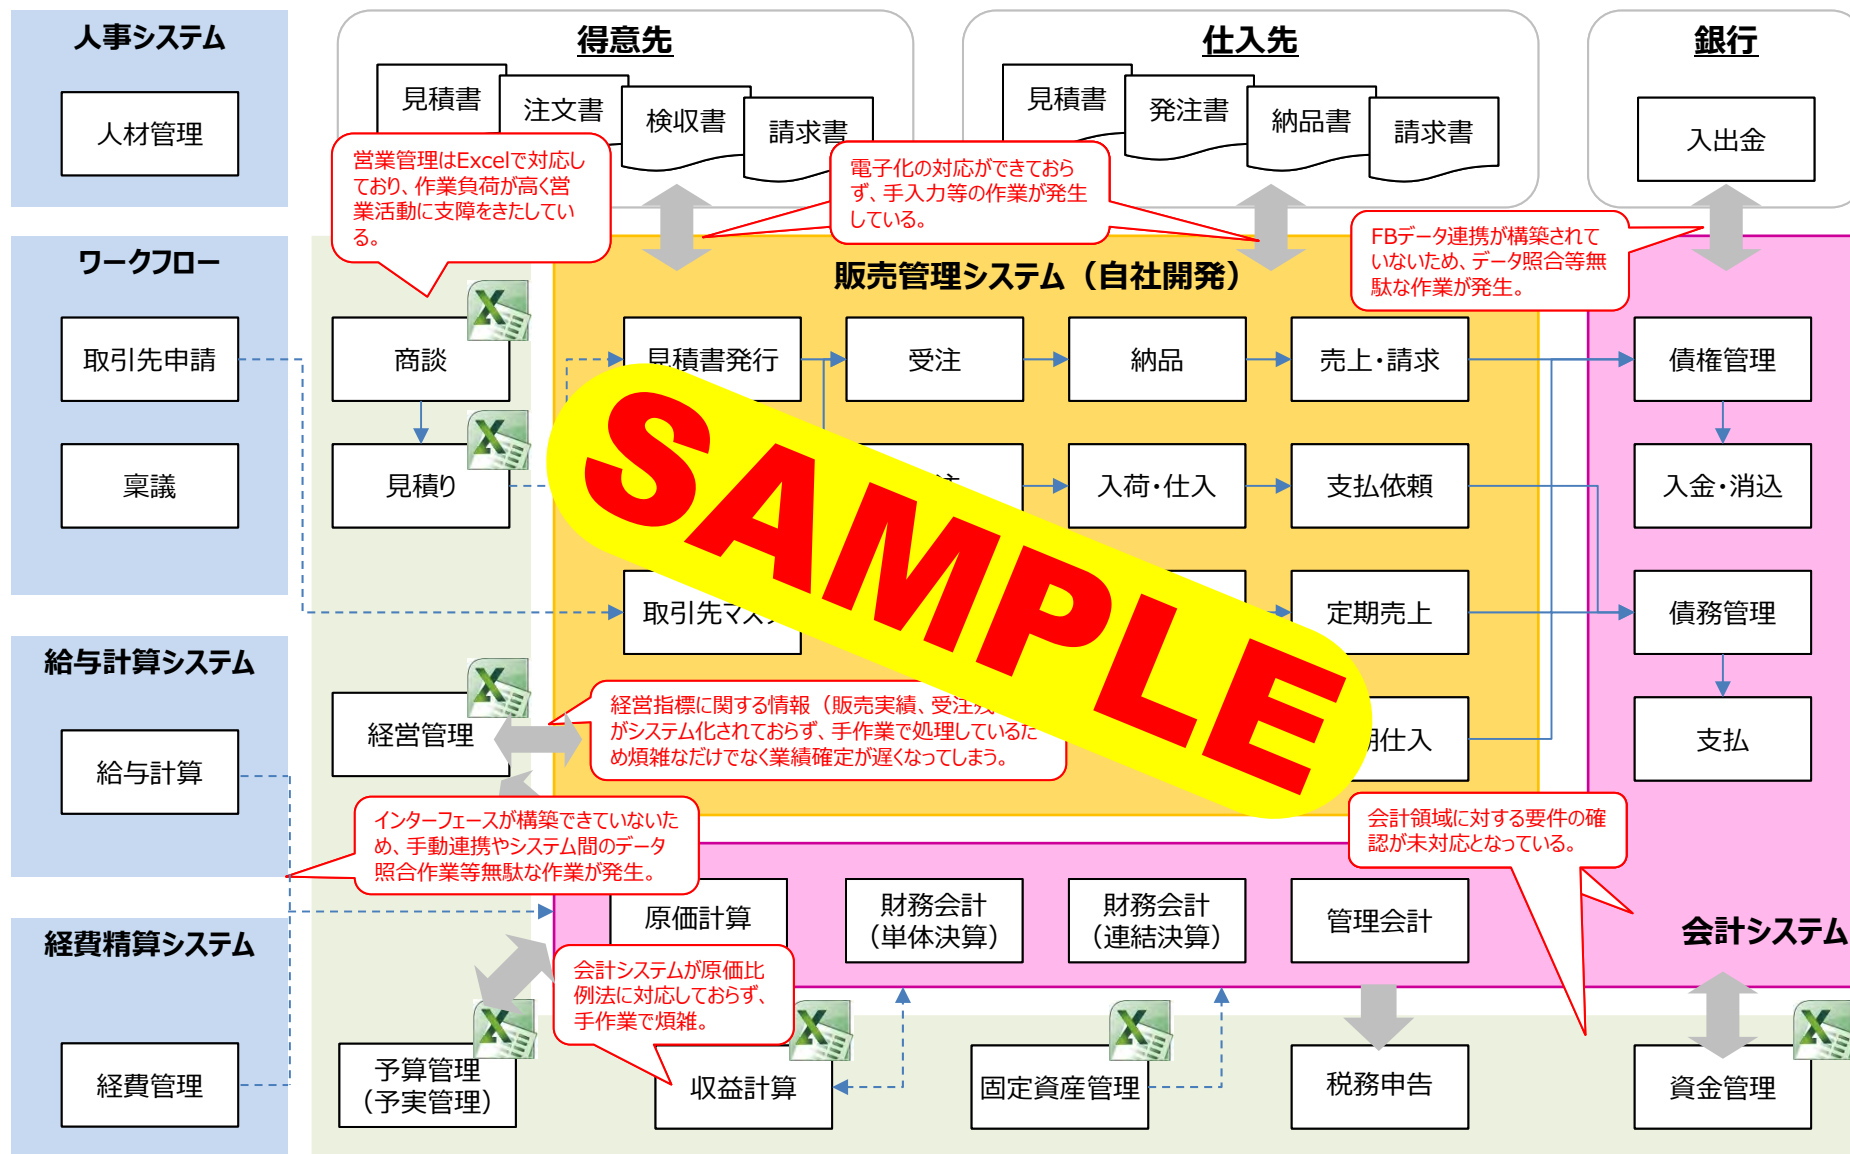 人事システム
人材管理
得意先
見積書
注文書
検収書
請求書
仕入先
見積書
発注書
納品書
請求書
銀行
入出金
営業管理はExcelで対応し
ており、作業負荷が高く営
業活動に支障をきたしてい
る。
電子化の対応ができておら
ず、手入力等の作業が発生
している。
FBデータ連携が構築されて
いないため、データ照合等無
駄な作業が発生。
ワークフロー
取引先申請
稟議
販売管理システム（自社開発）
商談
見積書発行
受注
納品
売上・請求
債権管理
見積り
入荷・仕入
支払依頼
入金・消込
SAMPLE
取引先マス
定期売上
債務管理
給与計算システム
給与計算
経営管理
経営指標に関する情報（販売実績、受注残
がシステム化されておらず、手作業で処理しているた
め煩雑なだけでなく業績確定が遅くなってしまう。
期仕入
支払
インターフェースが構築できていないた
め、手動連携やシステム間のデータ
照合作業等無駄な作業が発生。
会計領域に対する要件の確
認が未対応となっている。
経費精算システム
経費管理
原価計算
財務会計
（単体決算）
財務会計
（連結決算）
管理会計
会計システム
会計システムが原価比
例法に対応しておらず、
手作業で煩雑。
予算管理
（予実管理）
収益計算
固定資産管理
税務申告
資金管理